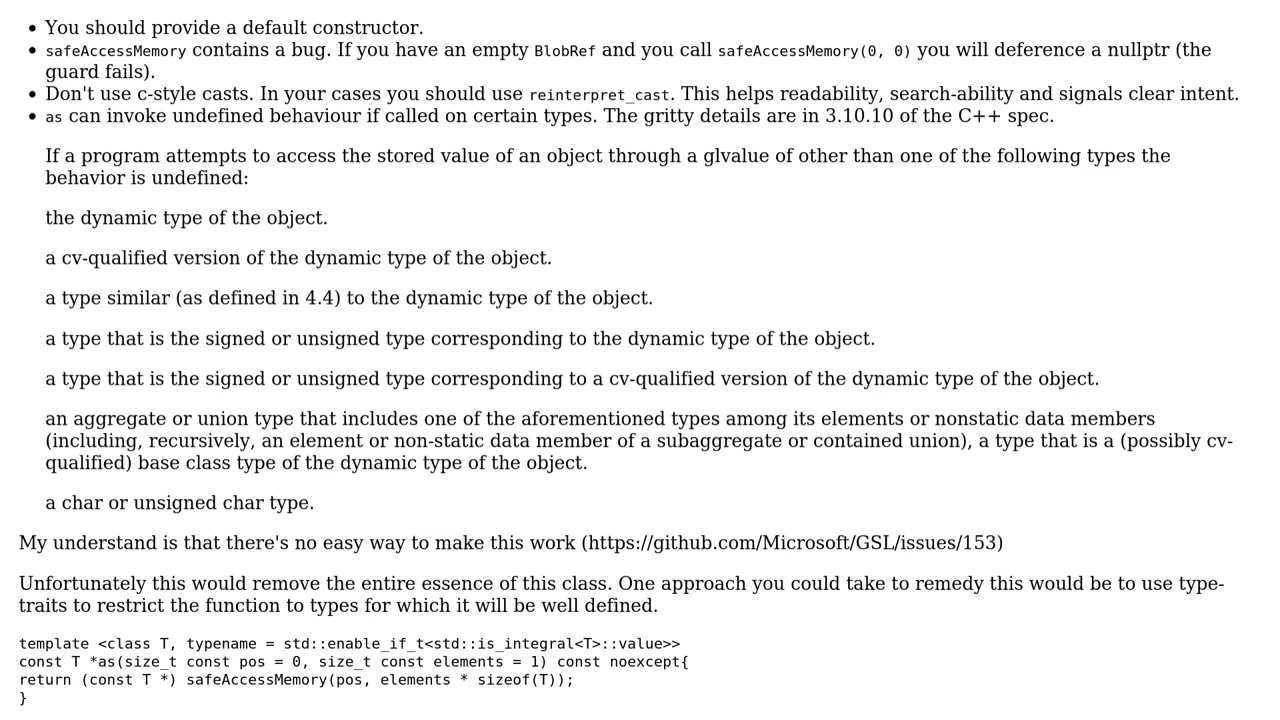 • You should provide a default constructor.
• safeAccessMemory contains a bug. If you have an empty BlobRef and you call safeAccessMemory(0, 0) you will deference a nullptr (the
guard fails).
• Don't use c-style casts. In your cases you should use reinterpret_cast. This helps readability, search-ability and signals clear intent.
• as can invoke undefined behaviour if called on certain types. The gritty details are in 3.10.10 of the C++ spec.
If a program attempts to access the stored value of an object through a glvalue of other than one of the following types the
behavior is undefined:
the dynamic type of the object.
a cv-qualified version of the dynamic type of the object.
a type similar (as defined in 4.4) to the dynamic type of the object.
a type that is the signed or unsigned type corresponding to the dynamic type of the object.
a type that is the signed or unsigned type corresponding to a cv-qualified version of the dynamic type of the object.
an aggregate or union type that includes one of the aforementioned types among its elements or nonstatic data members
(including, recursively, an element or non-static data member of a subaggregate or contained union), a type that is a (possibly cv-
qualified) base class type of the dynamic type of the object.
a char or unsigned char type.
My understand is that there's no easy way to make this work (https://github.com/Microsoft/GSL/issues/153)
Unfortunately this would remove the entire essence of this class. One approach you could take to remedy this would be to use type-
traits to restrict the function to types for which it will be well defined.
template <class T, typename = std::enable_if_t<std::is_integral<T>::value>>
const T *as(size_t const pos = 0, size_t const elements = 1) const noexcept{
return (const T *) safeAccessMemory(pos, elements * sizeof(T));
}